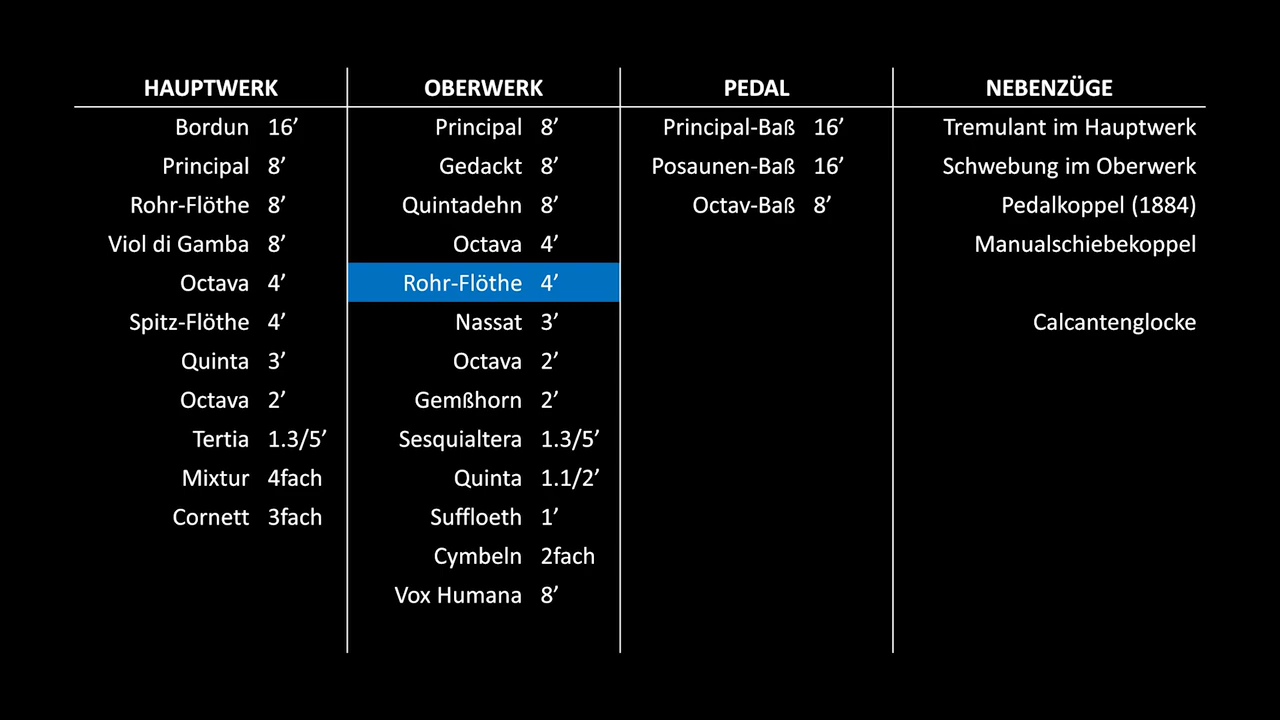 HAUPTWERK OBERWERK PEDAL NEBENZÜGE
Bordun 16’ Principal 8’ Principal-Baß 16’ Tremulant im Hauptwerk
Principal 8’ Gedackt 8’ Posaunen-Baß 16’ Schwebung im Oberwerk
Rohr-Flöthe 8’ Quintadehn 8’ Octav-Baß 8’ Pedalkoppel (1884)
Viol di Gamba 8’ Octava 4’ Manualschiebekoppel
Octava 4’ Rohr-Flöthe 4’
Spitz-Flöthe 4’ Nassat 3’ Calcantenglocke
Quinta 3’ Octava 2’
Octava 2’ Gemßhorn 2’
Tertia 1.3/5’ Sesquialtera 1.3/5’
Mixtur 4fach Quinta 1.1/2’
Cornett 3fach Suffloeth 1’
Cymbeln 2fach
Vox Humana 8’